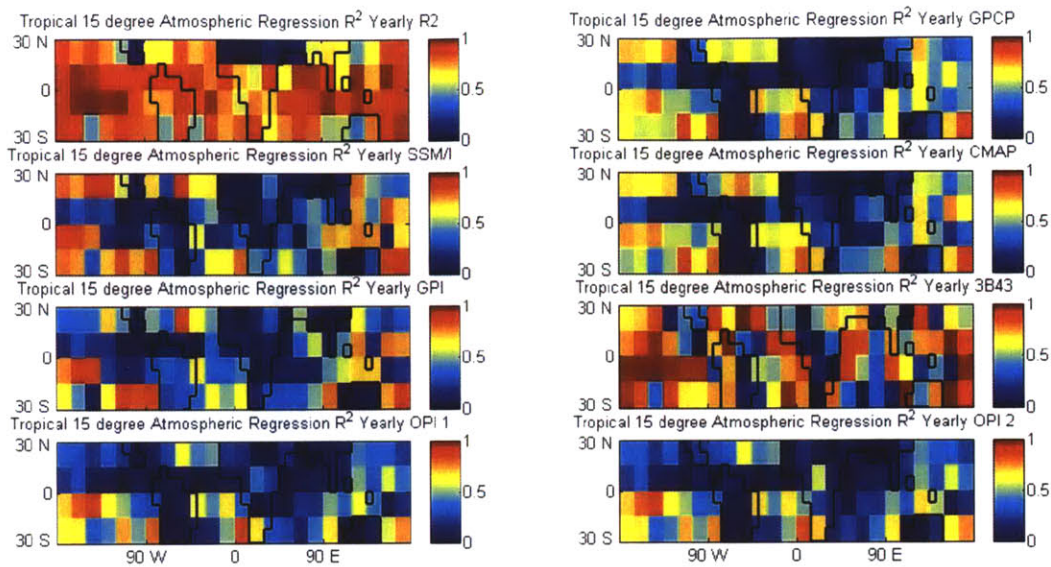 Tropical 15 degree Atmospheric Regression R² Yearly R2
30 N
0
30 S
1
0.5
0
Tropical 15 degree Atmospheric Regression R² Yearly SSM/I
30 N
0
30 S
1
0.5
0
Tropical 15 degree Atmospheric Regression R² Yearly GPI
30 N
0
30 S
1
0.5
0
Tropical 15 degree Atmospheric Regression R² Yearly OPI 1
30 N
0
30 S
1
0.5
0
90 W 0 90 E
Tropical 15 degree Atmospheric Regression R² Yearly GPCP
30 N
0
30 S
1
0.5
0
Tropical 15 degree Atmospheric Regression R² Yearly CMAP
30 N
0
30 S
1
0.5
0
Tropical 15 degree Atmospheric Regression R² Yearly 3B43
30 N
0
30 S
1
0.5
0
Tropical 15 degree Atmospheric Regression R² Yearly OPI 2
30 N
0
30 S
1
0.5
0
90 W 0 90 E